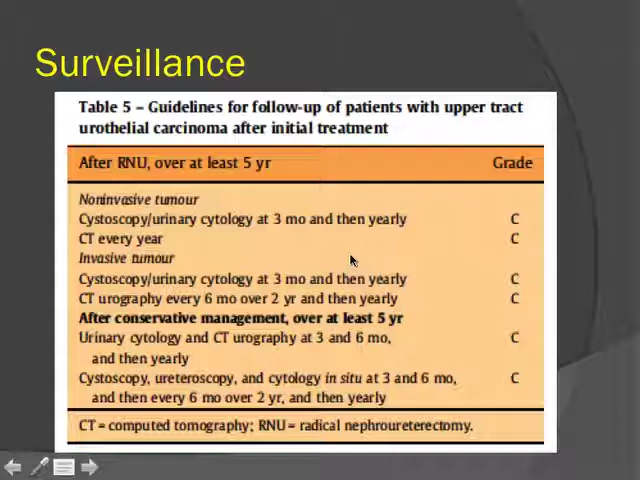 Surveillance
Table 5 – Guidelines for follow-up of patients with upper tract
urothelial carcinoma after initial treatment
After RNU, over at least 5 yr Grade
Noninvasive tumour
Cystoscopy/urinary cytology at 3 mo and then yearly C
CT every year C
Invasive tumour
Cystoscopy/urinary cytology at 3 mo and then yearly C
CT urography every 6 mo over 2 yr and then yearly C
After conservative management, over at least 5 yr
Urinary cytology and CT urography at 3 and 6 mo, C
and then yearly
Cystoscopy, ureteroscopy, and cytology in situ at 3 and 6 mo, C
and then every 6 mo over 2 yr, and then yearly
CT = computed tomography; RNU = radical nephroureterectomy.